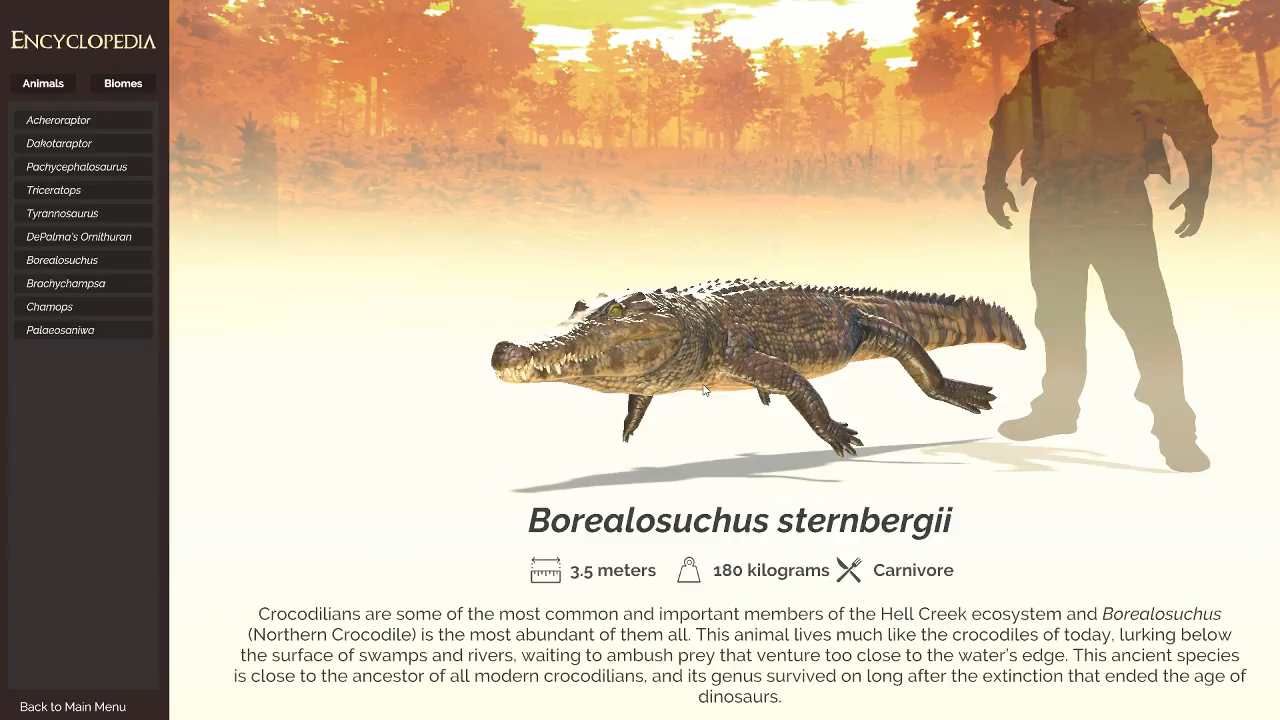 Encyclopedia
Animals
Biomes
Acheroraptor
Dakotaraptor
Pachycephalosaurus
Triceratops
Tyrannosaurus
DePalma's Ornithuran
Borealosuchus
Brachychampsa
Chamops
Palaeosaniwa
Back to Main Menu
Borealosuchus sternbergii
3.5 meters
180 kilograms
Carnivore
Crocodilians are some of the most common and important members of the Hell Creek ecosystem and Borealosuchus
(Northern Crocodile) is the most abundant of them all. This animal lives much like the crocodiles of today, lurking below
the surface of swamps and rivers, waiting to ambush prey that venture too close to the water's edge. This ancient species
is close to the ancestor of all modern crocodilians, and its genus survived on long after the extinction that ended the age of
dinosaurs.